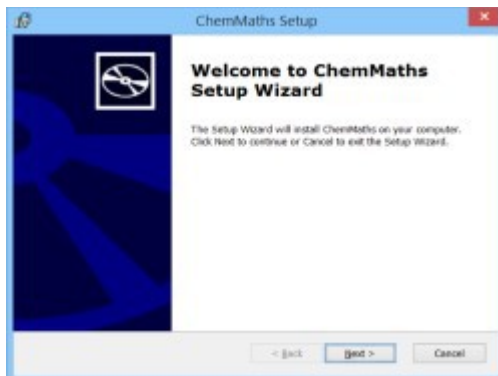 ChemMaths Setup
Welcome to ChemMaths
Setup Wizard
The Setup Wizard will install ChemMaths on your computer.
Click Next to continue or Cancel to exit the Setup Wizard.
< Back
Next >
Cancel